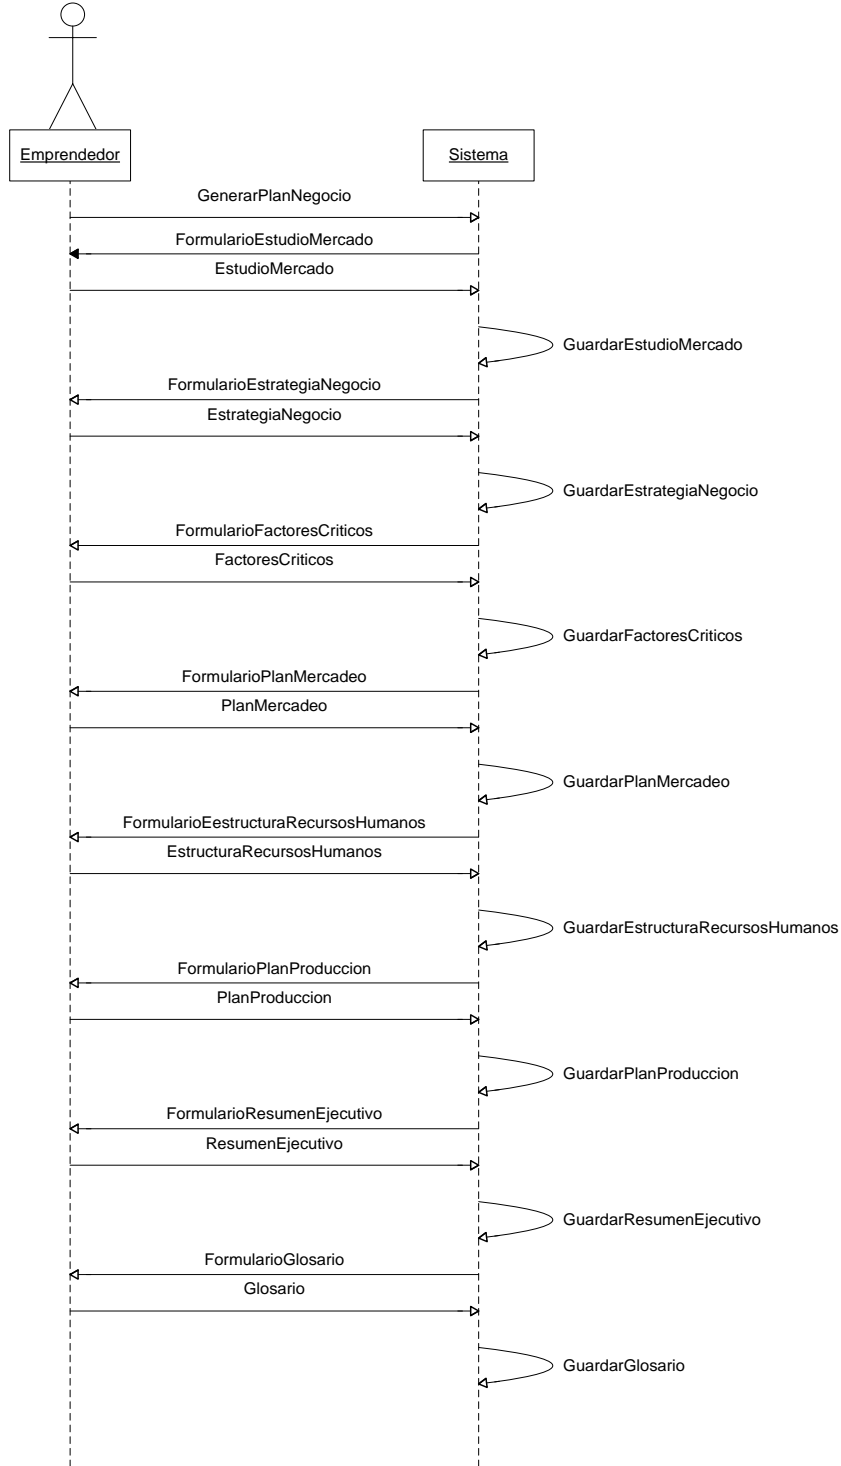 Emprendedor
Sistema
GenerarPlanNegocio
FormularioEstudioMercado
EstudioMercado
GuardarEstudioMercado
FormularioEstrategiaNegocio
EstrategiaNegocio
GuardarEstrategiaNegocio
FormularioFactoresCriticos
FactoresCriticos
GuardarFactoresCriticos
FormularioPlanMercadeo
PlanMercadeo
GuardarPlanMercadeo
FormularioEestructuraRecursosHumanos
EstructuraRecursosHumanos
GuardarEstructuraRecursosHumanos
FormularioPlanProduccion
PlanProduccion
GuardarPlanProduccion
FormularioResumenEjecutivo
ResumenEjecutivo
GuardarResumenEjecutivo
FormularioGlosario
Glosario
GuardarGlosario